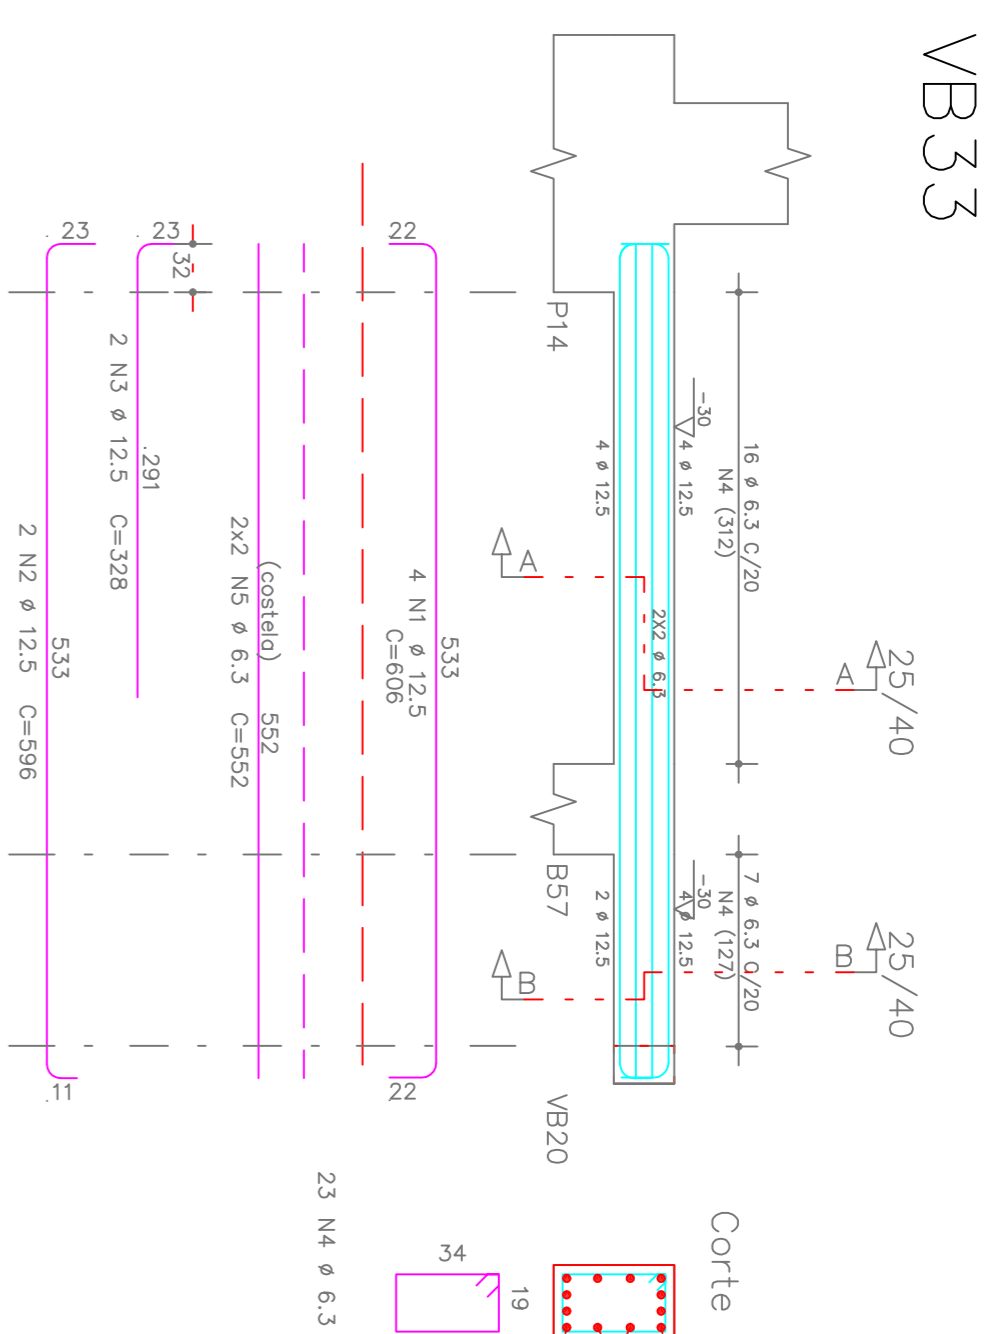 VB33
25/40
25/40
A
B
16 ø 6.3 C/20
N4 (312)
7 ø 6.3 C/20
N4 (127)
-30
4 ø 12.5
-30
4 ø 12.5
2X2 ø 6.3
4 ø 12.5
2 ø 12.5
A
B
P14
B57
VB20
22
533
22
4 N1 ø 12.5
C=606
(costela)
552
2x2 N5 ø 6.3 C=552
32
23
.291
2 N3 ø 12.5 C=328
23
533
11
2 N2 ø 12.5 C=596
Corte
19
34
23 N4 ø 6.3